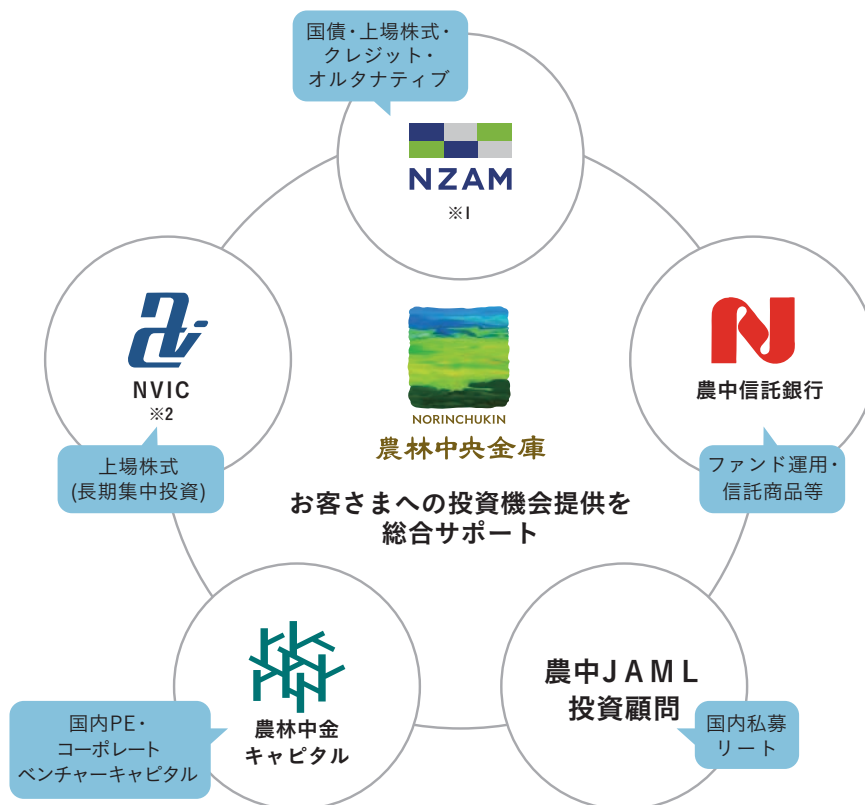 国債・上場株式・
クレジット・
オルタナティブ
NZAM
※1
NVIC
※2
上場株式
(長期集中投資)
NORINCHUKIN
農林中央金庫
お客さまへの投資機会提供を
総合サポート
農中信託銀行
ファンド運用・
信託商品等
農林中金
キャピタル
国内PE・
コーポレート
ベンチャーキャピタル
農中JAML
投資顧問
国内私募
リート